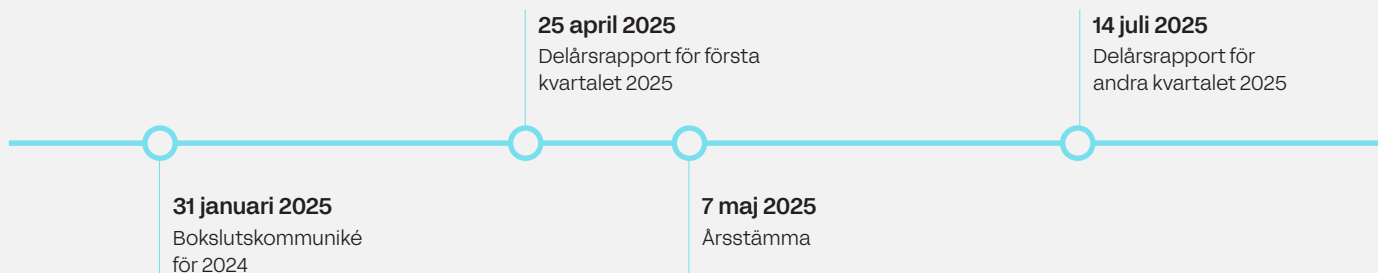 25 april 2025
Delårsrapport för första
kvartalet 2025
14 juli 2025
Delårsrapport för
andra kvartalet 2025
31 januari 2025
Bokslutskommuniké
för 2024
7 maj 2025
Årsstämma